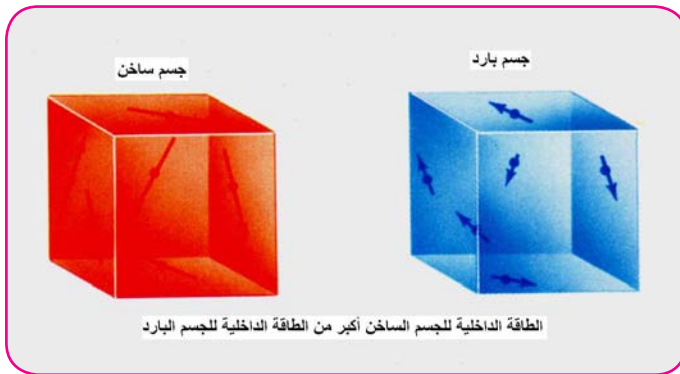 جسم بارد
جسم ساخن
الطاقة الداخلية للجسم الساخن أكبر من الطاقة الداخلية للجسم البارد